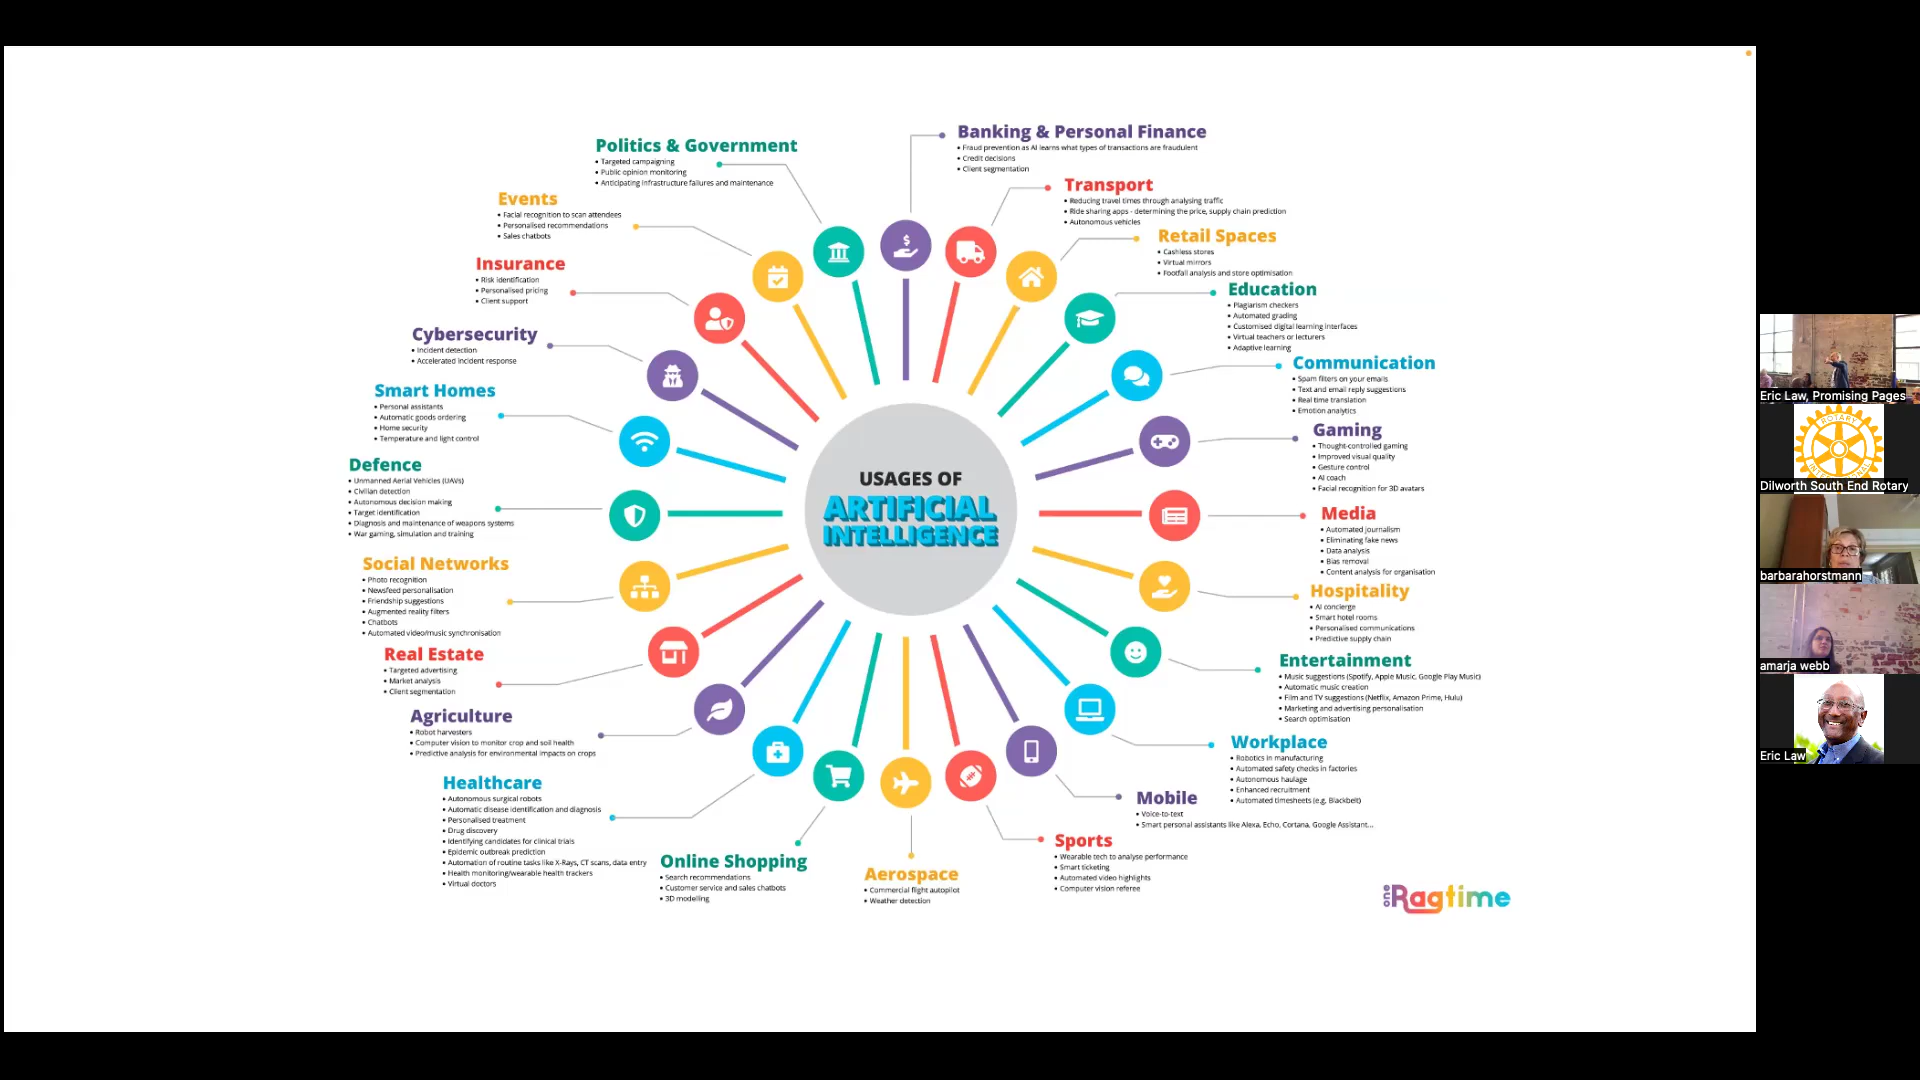 Politics & Government
• Targeted campaigning
• Public opinion monitoring
• Anticipating infrastructure failures and maintenance
Banking & Personal Finance
• Fraud prevention as AI learns what types of transactions are fraudulent
• Credit decisions
• Client segmentation
Transport
• Reducing travel times through analysing traffic
• Ride sharing apps - determining the price, supply chain prediction
• Autonomous vehicles
Retail Spaces
• Cashless stores
• Virtual mirrors
• Footfall analysis and store optimisation
Education
• Plagiarism checkers
• Automated grading
• Customised digital learning interfaces
• Virtual teachers or lecturers
• Adaptive learning
Communication
• Spam filters on your emails
• Text and email reply suggestions
• Real time translation
• Emotion analytics
Gaming
• Thought-controlled gaming
• Improved visual quality
• Gesture control
• AI coach
• Facial recognition for 3D avatars
Media
• Automated journalism
• Eliminating fake news
• Data analysis
• Bias removal
• Content analysis for organisation
Hospitality
• AI concierge
• Smart hotel rooms
• Personalised communications
• Predictive supply chain
Entertainment
• Music suggestions (Spotify, Apple Music, Google Play Music)
• Automatic music creation
• Film and TV suggestions (Netflix, Amazon Prime, Hulu)
• Marketing and advertising personalisation
• Search optimisation
Workplace
• Robotics in manufacturing
• Automated safety checks in factories
• Autonomous haulage
• Enhanced recruitment
• Automated timesheets (e.g. Blackbelt)
Mobile
• Voice-to-text
• Smart personal assistants like Alexa, Echo, Cortana, Google Assistant...
Sports
• Wearable tech to analyse performance
• Smart ticketing
• Automated video highlights
• Computer vision referee
Aerospace
• Commercial flight autopilot
• Weather detection
Online Shopping
• Search recommendations
• Customer service and sales chatbots
• 3D modelling
Healthcare
• Autonomous surgical robots
• Automatic disease identification and diagnosis
• Personalised treatment
• Drug discovery
• Identifying candidates for clinical trials
• Epidemic outbreak prediction
• Automation of routine tasks like X-Rays, CT scans, data entry
• Health monitoring/wearable health trackers
• Virtual doctors
Agriculture
• Robot harvesters
• Computer vision to monitor crop and soil health
• Predictive analysis for environmental impacts on crops
Real Estate
• Targeted advertising
• Market analysis
• Client segmentation
Social Networks
• Photo recognition
• Newsfeed personalisation
• Friendship suggestions
• Augmented reality filters
• Chatbots
• Automated video/music synchronisation
Defence
• Unmanned Aerial Vehicles (UAVs)
• Civilian detection
• Autonomous decision making
• Target identification
• Diagnosis and maintenance of weapons systems
• War gaming, simulation and training
Smart Homes
• Personal assistants
• Automatic goods ordering
• Home security
• Temperature and light control
Cybersecurity
• Incident detection
• Accelerated incident response
Insurance
• Risk identification
• Personalised pricing
• Client support
Events
• Facial recognition to scan attendees
• Personalised recommendations
• Sales chatbots
USAGES OF
ARTIFICIAL
INTELLIGENCE
onRagtime
Eric Law, Promising Pages
ROTARY
INTERNATIONAL
Dilworth South End Rotary
barbarahorstmann
amarja webb
Eric Law